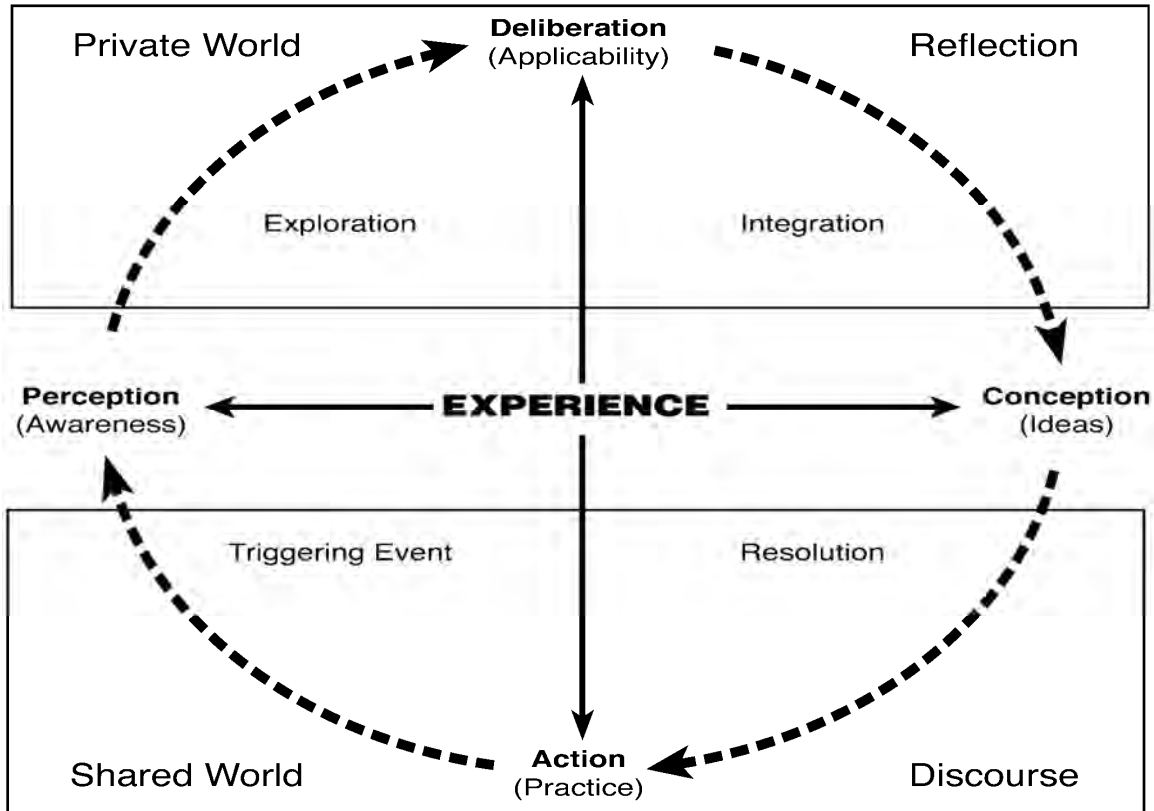 Private World
Deliberation
(Applicability)
Reflection
Exploration
Integration
Perception
(Awareness)
EXPERIENCE
Conception
(Ideas)
Triggering Event
Resolution
Shared World
Action
(Practice)
Discourse